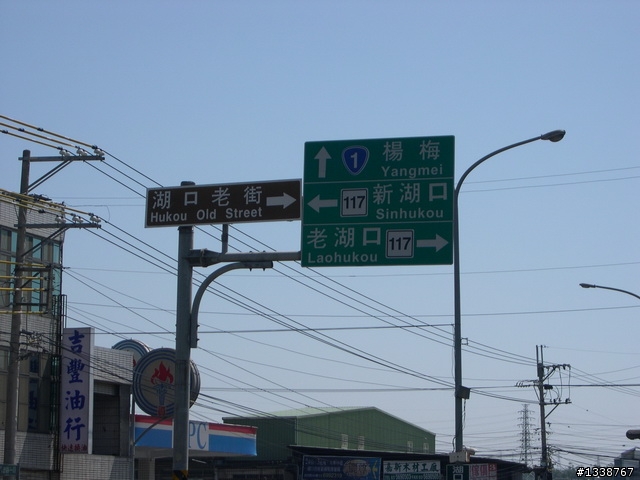 湖口老街
Hukou Old Street
1
楊梅
Yangmei
117
新湖口
Sinhukou
老湖口
117
Laohukou
吉豐油行
PC
#1338767